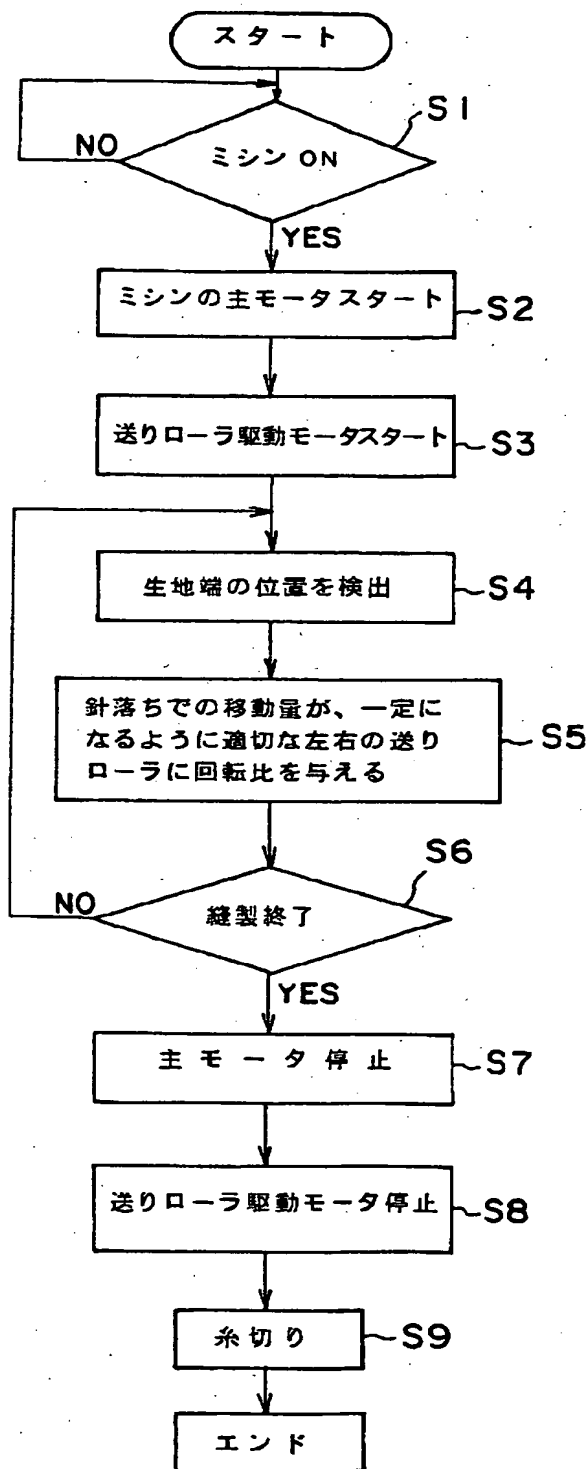 スタート
S1
NO
ミシン ON
YES
ミシンの主モータスタート
S2
送りローラ駆動モータスタート
S3
生地端の位置を検出
S4
針落ちでの移動量が、一定に
なるように適切な左右の送り
ローラに回転比を与える
S5
S6
NO
縫製終了
YES
主モータ停止
S7
送りローラ駆動モータ停止
S8
糸切り
S9
エンド